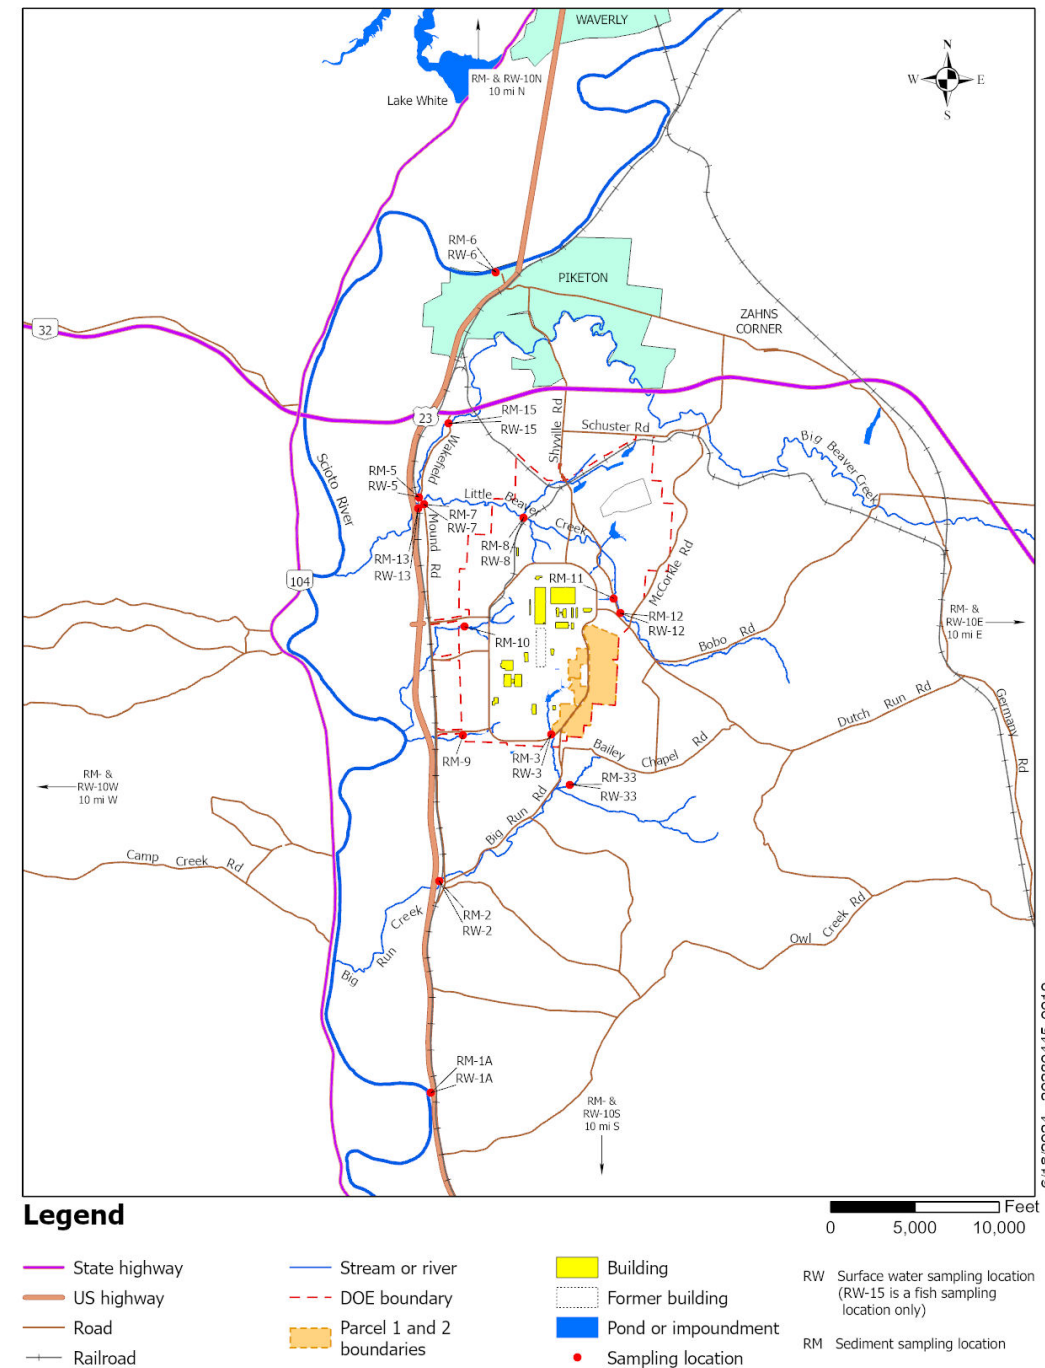 WAVERLY
RM- & RW-10N
10 mi N
Lake White
N
W
E
S
RM-6
RW-6
PIKETON
ZAHNS
CORNER
32
23
RM-15
RW-15
Shyville Rd
Schuster Rd
Wakefield
Mound Rd
Big Beaver Creek
Scioto River
RM-5
RW-5
Little Beaver Creek
RM-7
RW-7
RM-8
RW-8
RM-13
RW-13
104
RM-11
McCorkle Rd
RM-12
RW-12
RM-10
Bobo Rd
RM- &
RW-10E
10 mi E
Dutch Run Rd
Germany Rd
RM-9
RM-3
RW-3
Bailey Chapel Rd
RM-33
RW-33
RM- &
RW-10W
10 mi W
Big Run Rd
Camp Creek Rd
RM-2
RW-2
Owl Creek Rd
Big Run Creek
RM-1A
RW-1A
RM- &
RW-10S
10 mi S
Legend
Feet
0 5,000 10,000
State highway
US highway
Road
Railroad
Stream or river
DOE boundary
Parcel 1 and 2
boundaries
Building
Former building
Pond or impoundment
Sampling location
RW Surface water sampling location
(RW-15 is a fish sampling
location only)
RM Sediment sampling location